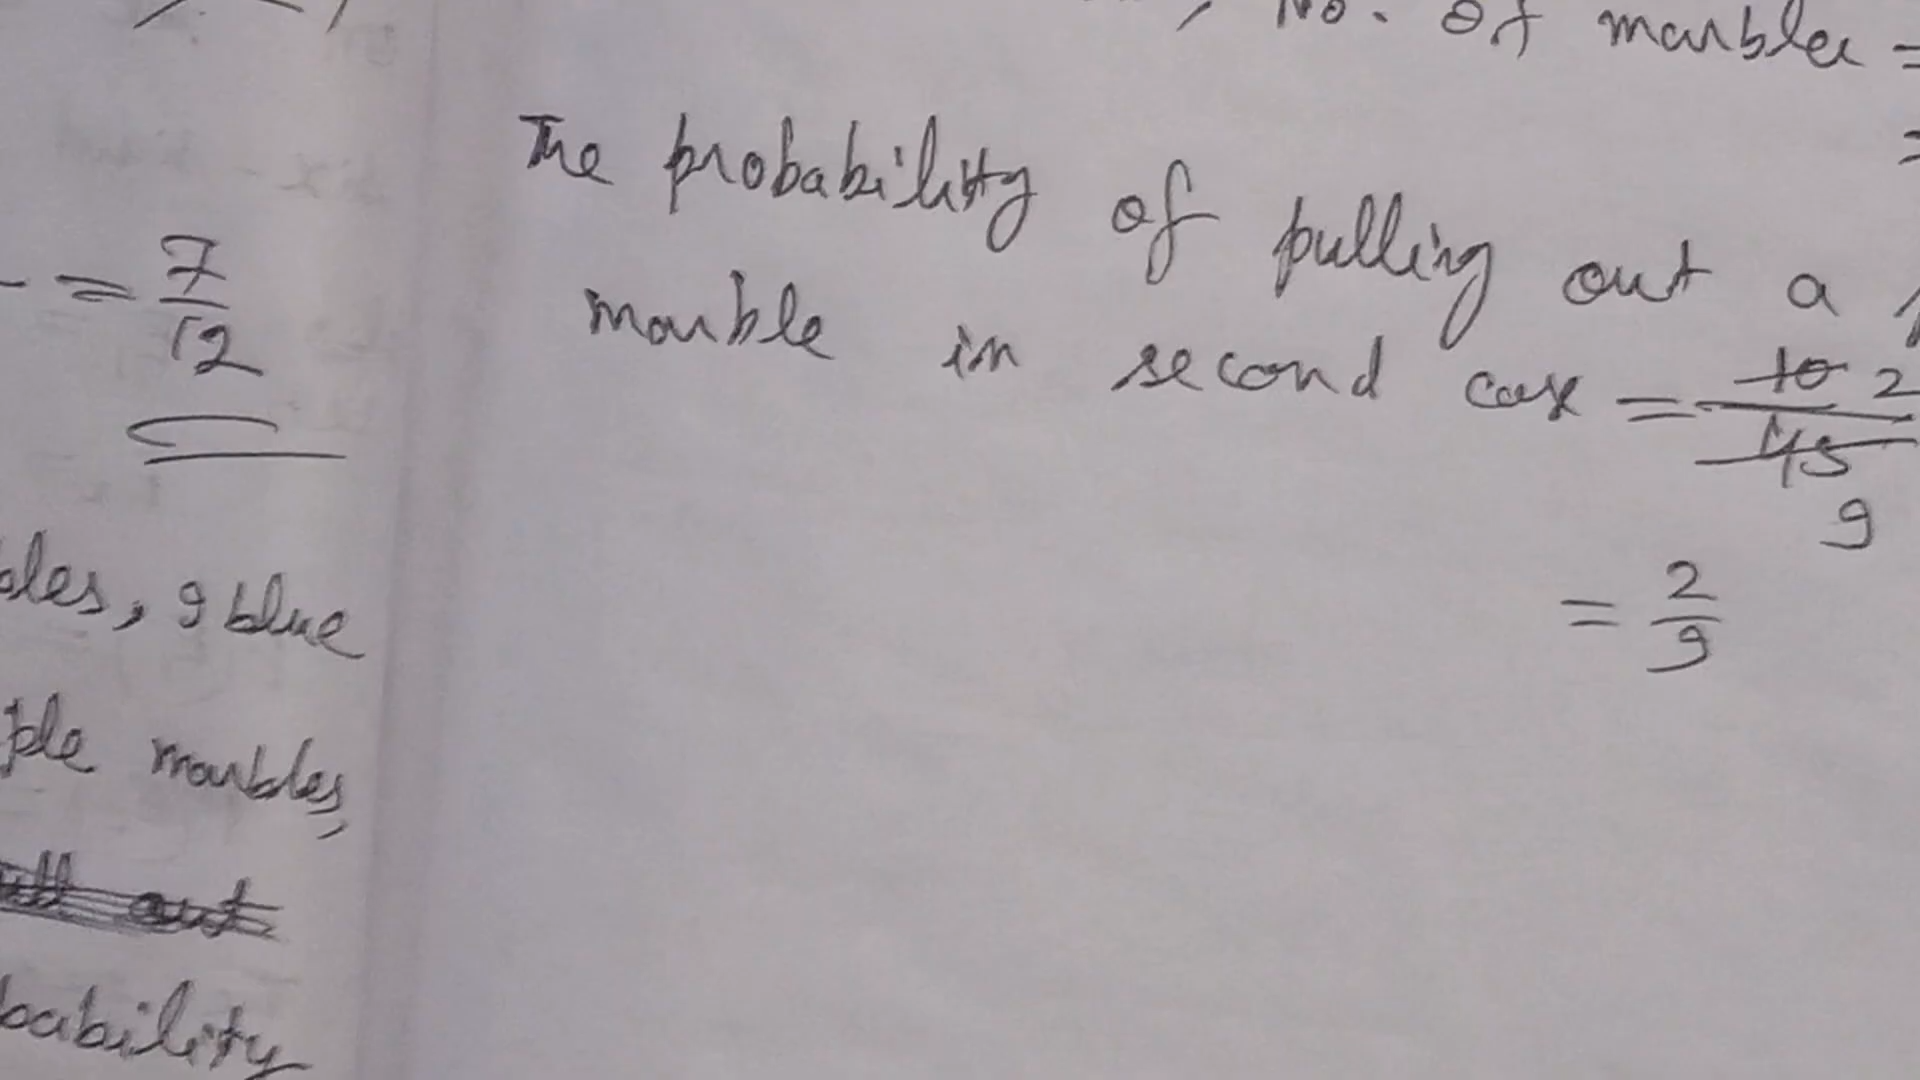 = 7/12
bles, 9 blue
ple marbles,
bability
No. of marbles =
=
The probability of pulling out a
marble in second case = 10 2 / 45 9
= 2/9